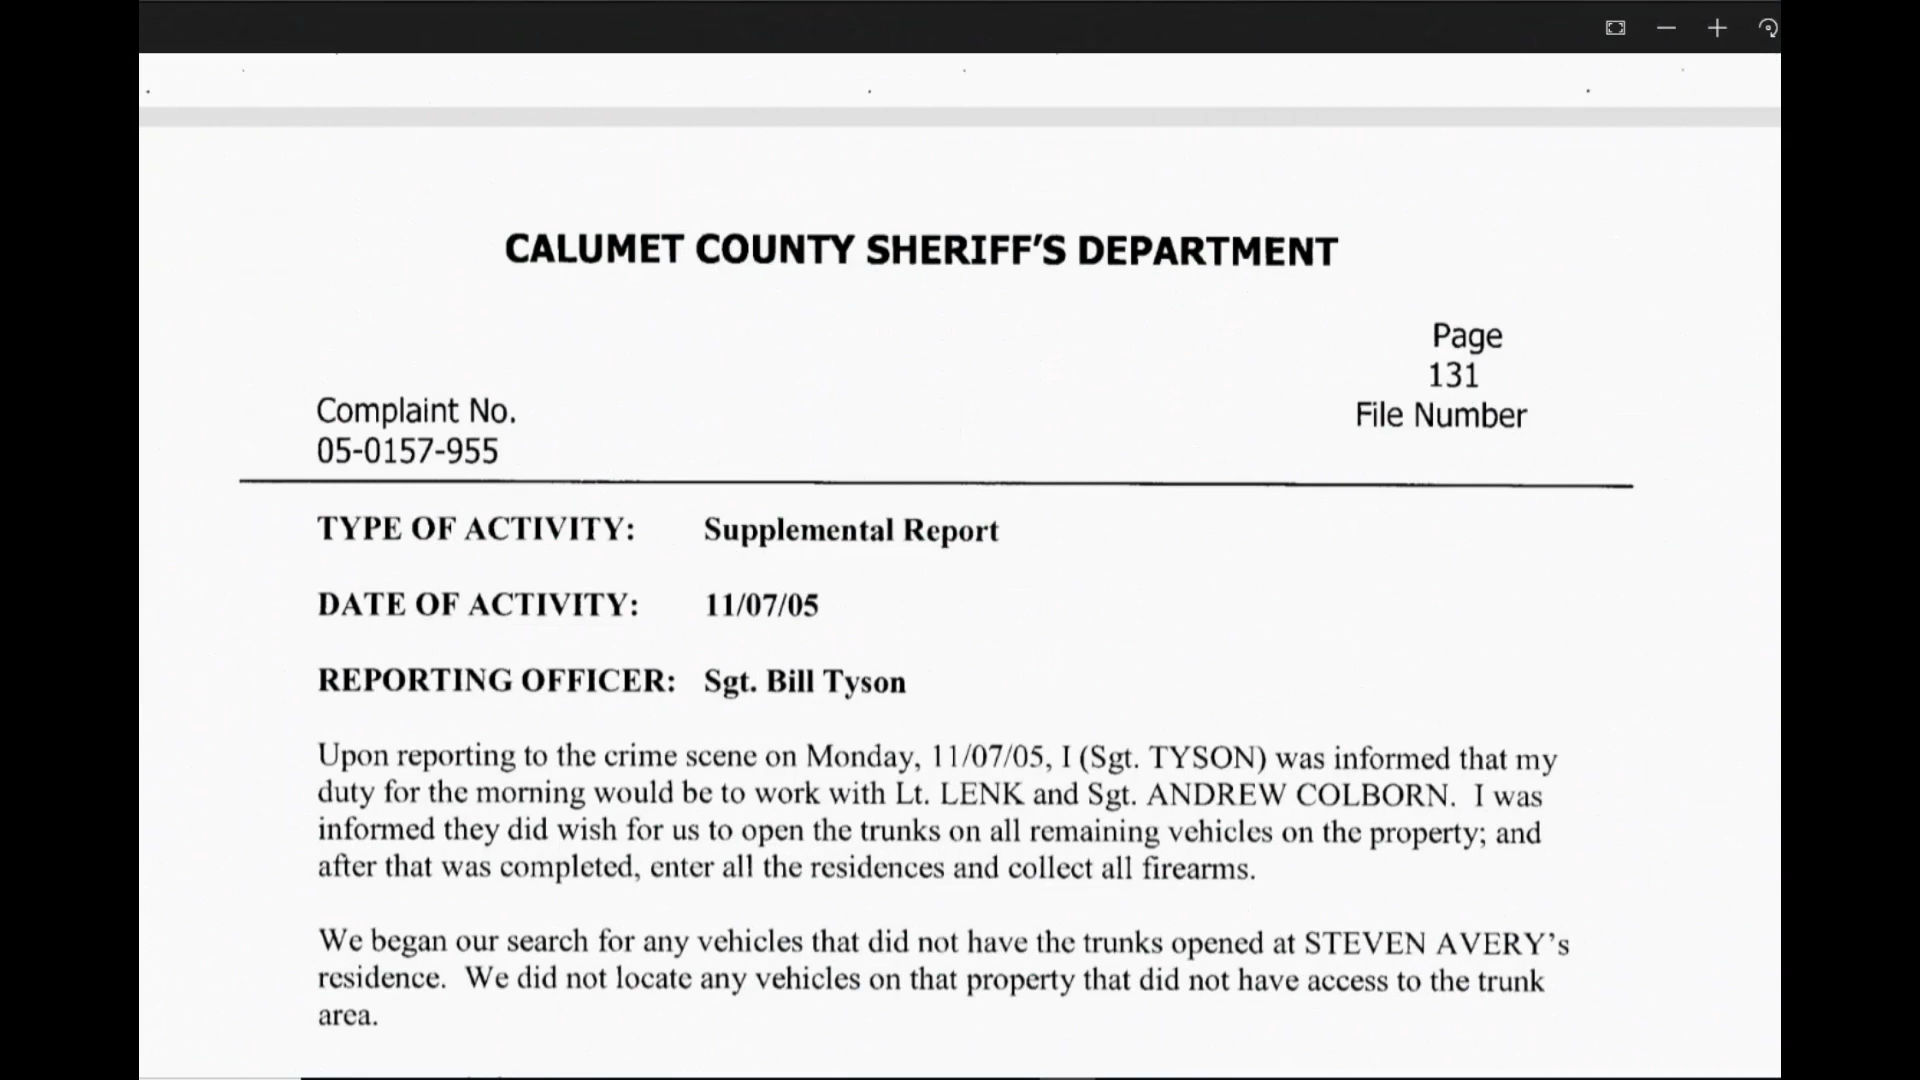 CALUMET COUNTY SHERIFF'S DEPARTMENT
Page
131
File Number
Complaint No.
05-0157-955
TYPE OF ACTIVITY: Supplemental Report
DATE OF ACTIVITY: 11/07/05
REPORTING OFFICER: Sgt. Bill Tyson
Upon reporting to the crime scene on Monday, 11/07/05, I (Sgt. TYSON) was informed that my
duty for the morning would be to work with Lt. LENK and Sgt. ANDREW COLBORN. I was
informed they did wish for us to open the trunks on all remaining vehicles on the property; and
after that was completed, enter all the residences and collect all firearms.
We began our search for any vehicles that did not have the trunks opened at STEVEN AVERY's
residence. We did not locate any vehicles on that property that did not have access to the trunk
area.